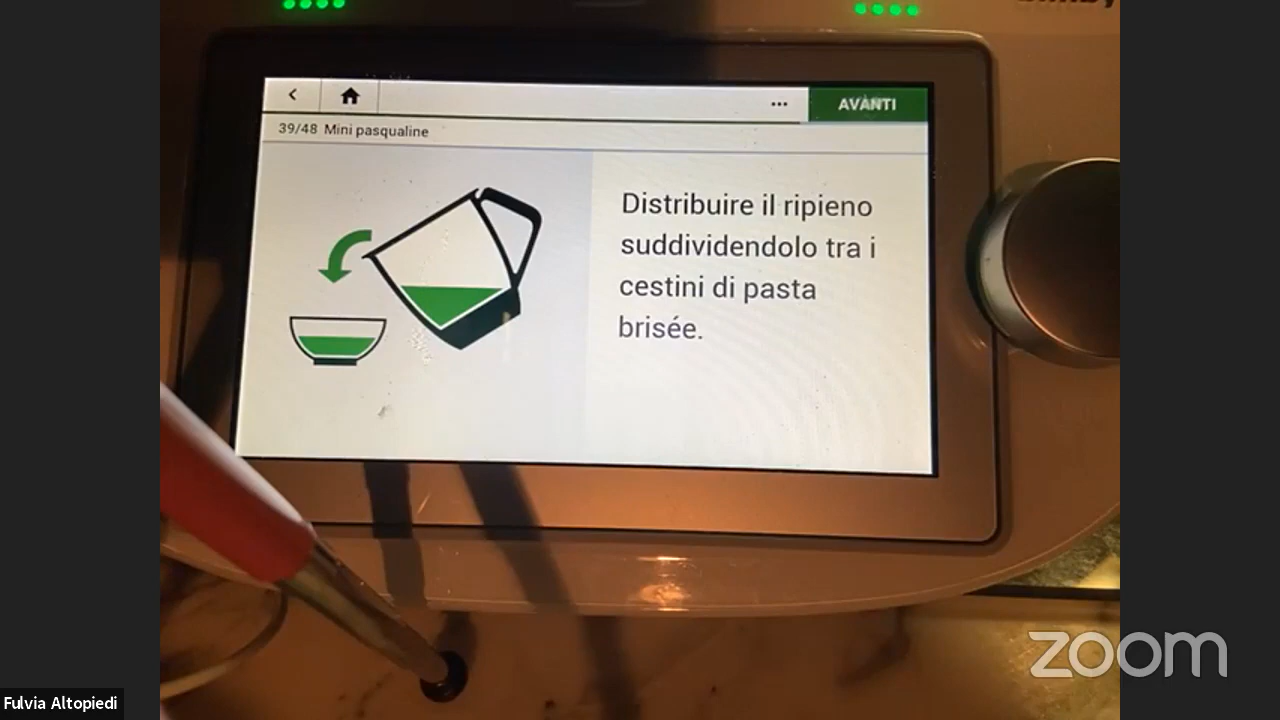 AVANTI
39/48 Mini pasqualine
Distribuire il ripieno
suddividendolo tra i
cestini di pasta
brisée.
zoom
Fulvia Altopiedi